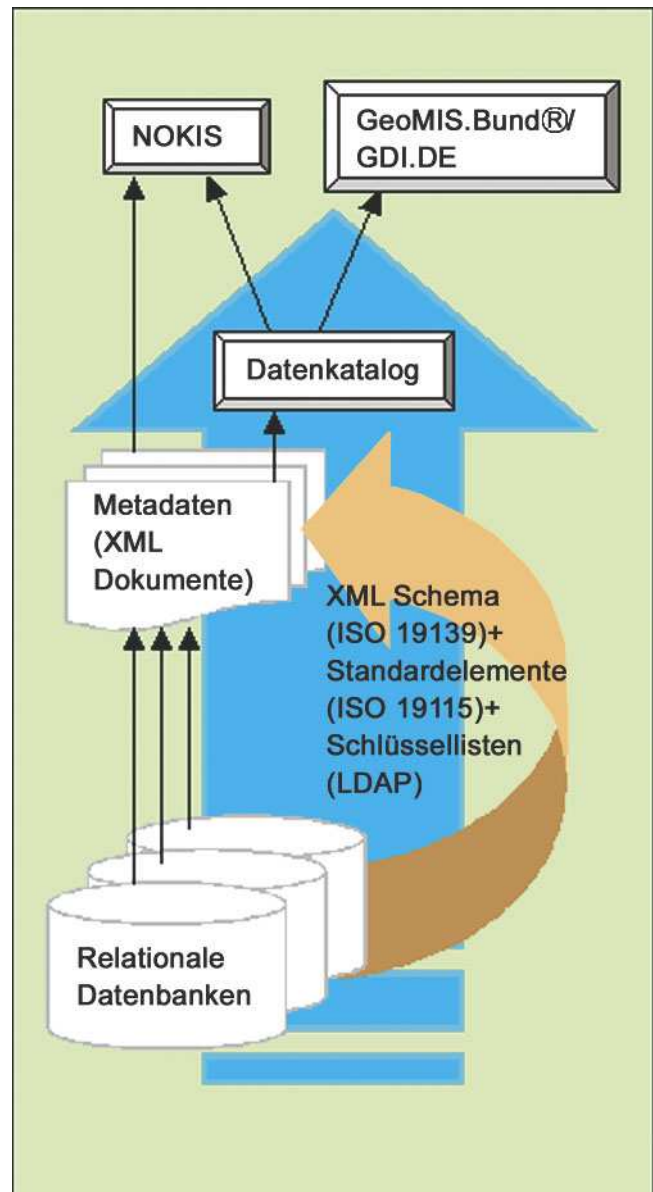 NOKIS
GeoMIS.Bund®/
GDI.DE
Datenkatalog
Metadaten
(XML
Dokumente)
XML Schema
(ISO 19139)+
Standardelemente
(ISO 19115)+
Schlüssellisten
(LDAP)
Relationale
Datenbanken